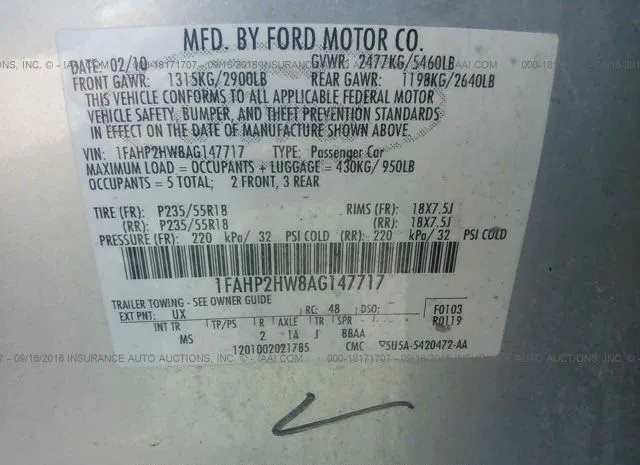 MFD. BY FORD MOTOR CO.
DATE: 02/10 GVWR: 2477KG/5460LB
000-18171707 - 09/16/2016 INSURANCE AUTO AUCTIONS, INC - IAAI.COM
FRONT GAWR: 1315KG/2900LB REAR GAWR: 1198KG/2640LB
THIS VEHICLE CONFORMS TO ALL APPLICABLE FEDERAL MOTOR
VEHICLE SAFETY, BUMPER, AND THEFT PREVENTION STANDARDS
IN EFFECT ON THE DATE OF MANUFACTURE SHOWN ABOVE.
VIN: 1FAHP2HW8AG147717 TYPE: Passenger Car
MAXIMUM LOAD = OCCUPANTS + LUGGAGE = 430KG/ 950LB
OCCUPANTS = 5 TOTAL; 2 FRONT, 3 REAR
TIRE (FR): P235/55R18 RIMS (FR): 18X7.5J
(RR): P235/55R18 (RR): 18X7.5J
PRESSURE (FR): 220 kPa/ 32 PSI COLD (RR): 220 kPa/ 32 PSI COLD
1FAHP2HW8AG147717
TRAILER TOWING - SEE OWNER GUIDE
EXT PNT: UX RC: 48 DSO: F0103
R0119
INT TR TP/PS R AXLE TR SPR
MS 2 1A J BBAA
1201002021785 CMC ▽5U5A-5420472-AA